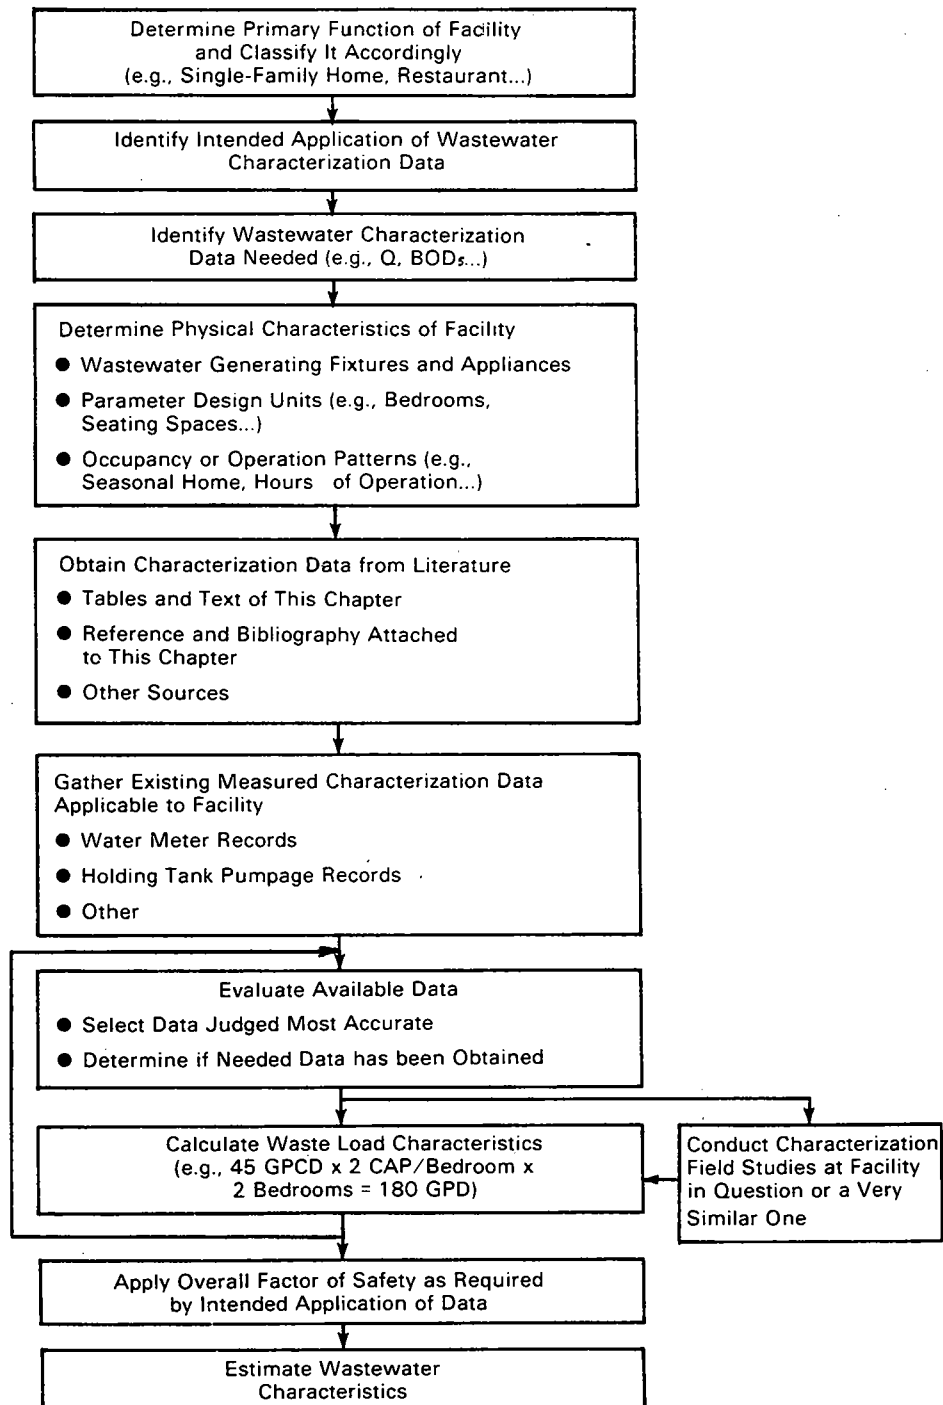 Determine Primary Function of Facility
and Classify It Accordingly
(e.g., Single-Family Home, Restaurant...)
Identify Intended Application of Wastewater
Characterization Data
Identify Wastewater Characterization
Data Needed (e.g., Q, BOD₅...)
Determine Physical Characteristics of Facility
● Wastewater Generating Fixtures and Appliances
● Parameter Design Units (e.g., Bedrooms,
Seating Spaces...)
● Occupancy or Operation Patterns (e.g.,
Seasonal Home, Hours of Operation...)
Obtain Characterization Data from Literature
● Tables and Text of This Chapter
● Reference and Bibliography Attached
to This Chapter
● Other Sources
Gather Existing Measured Characterization Data
Applicable to Facility
● Water Meter Records
● Holding Tank Pumpage Records
● Other
Evaluate Available Data
● Select Data Judged Most Accurate
● Determine if Needed Data has been Obtained
Calculate Waste Load Characteristics
(e.g., 45 GPCD x 2 CAP/Bedroom x
2 Bedrooms = 180 GPD)
Conduct Characterization
Field Studies at Facility
in Question or a Very
Similar One
Apply Overall Factor of Safety as Required
by Intended Application of Data
Estimate Wastewater
Characteristics